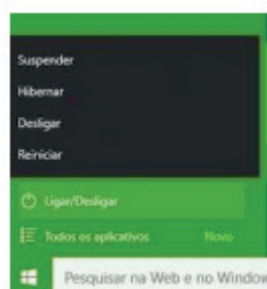 Suspender
Hibernar
Desligar
Reiniciar
Ligar/Desligar
Todos os aplicativos Novo
Pesquisar na Web e no Window